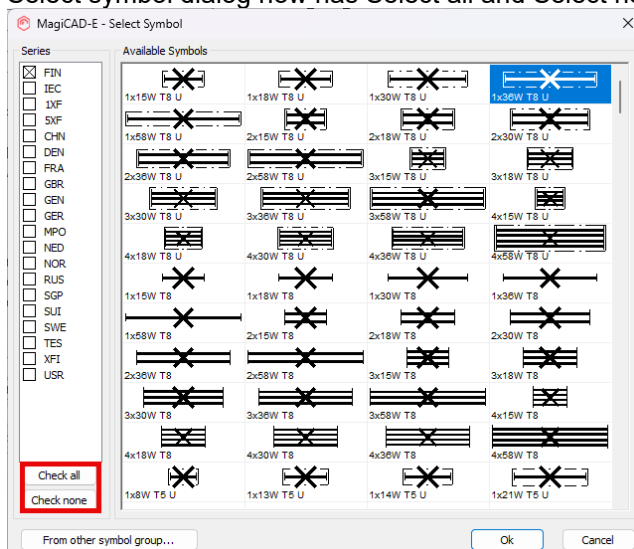 Select symbol dialog now has Select all and Select
MagiCAD-E - Select Symbol
Series
FIN
IEC
1XF
5XF
CHN
DEN
FRA
GBR
GEN
GER
MPO
NED
NOR
RUS
SGP
SUI
SWE
TES
XFI
USR
Check all
Check none
Available Symbols
1x15W T8 U 1x18W T8 U 1x30W T8 U 1x36W T8 U
1x58W T8 U 2x15W T8 U 2x18W T8 U 2x30W T8 U
2x36W T8 U 2x58W T8 U 3x15W T8 U 3x18W T8 U
3x30W T8 U 3x36W T8 U 3x58W T8 U 4x15W T8 U
4x18W T8 U 4x30W T8 U 4x36W T8 U 4x58W T8 U
1x15W T8 1x18W T8 1x30W T8 1x36W T8
1x58W T8 2x15W T8 2x18W T8 2x30W T8
2x36W T8 2x58W T8 3x15W T8 3x18W T8
3x30W T8 3x36W T8 3x58W T8 4x15W T8
4x18W T8 4x30W T8 4x36W T8 4x58W T8
1x8W T5 U 1x13W T5 U 1x14W T5 U 1x21W T5 U
From other symbol group...
Ok
Cancel